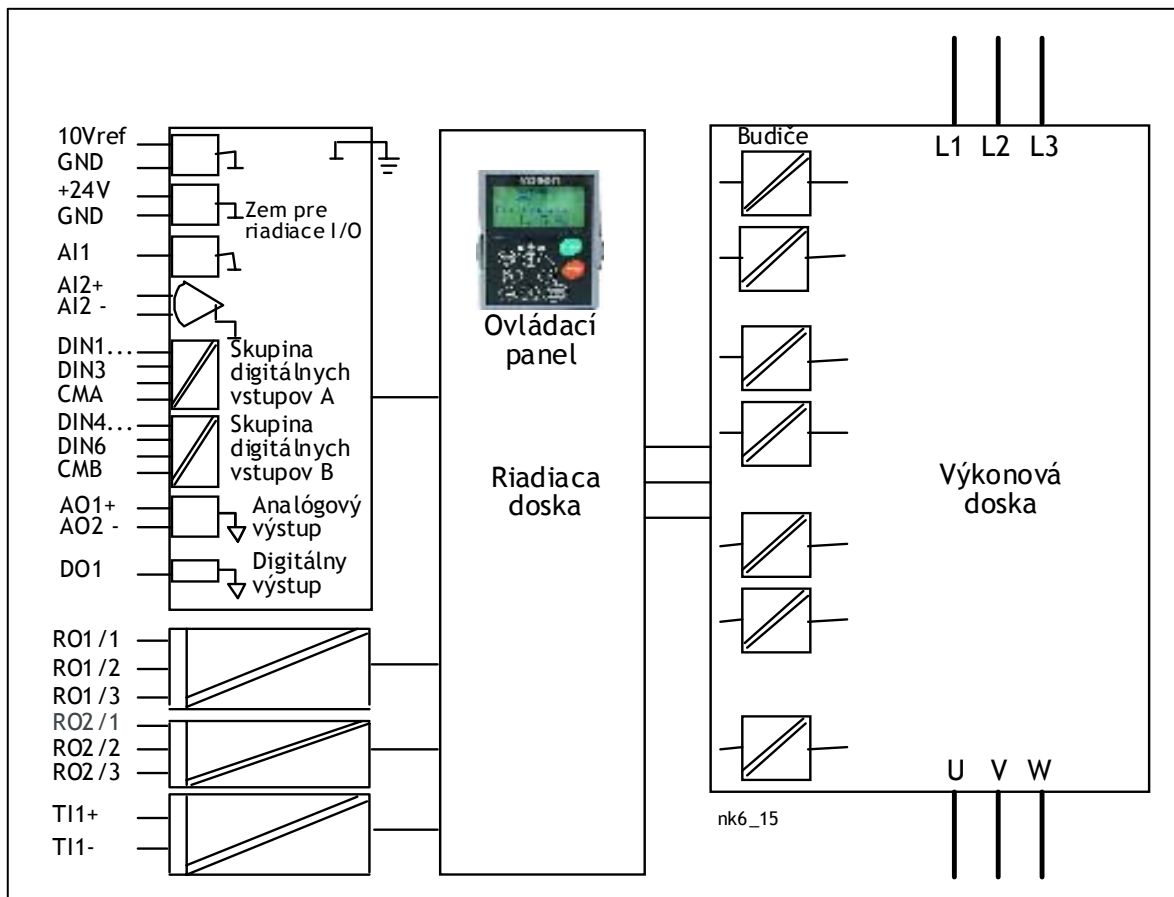 10Vref
GND
+24V
GND
Zem pre
riadiace I/O
AI1
AI2+
AI2 -
DIN1...
DIN3
CMA
Skupina
digitálnych
vstupov A
DIN4...
DIN6
CMB
Skupina
digitálnych
vstupov B
AO1+
AO2 -
Analógový
výstup
DO1
Digitálny
výstup
RO1/1
RO1/2
RO1/3
RO2/1
RO2/2
RO2/3
TI1+
TI1-
Ovládací
panel
Riadiaca
doska
Budiče
L1 L2 L3
Výkonová
doska
U V W
nk6_15